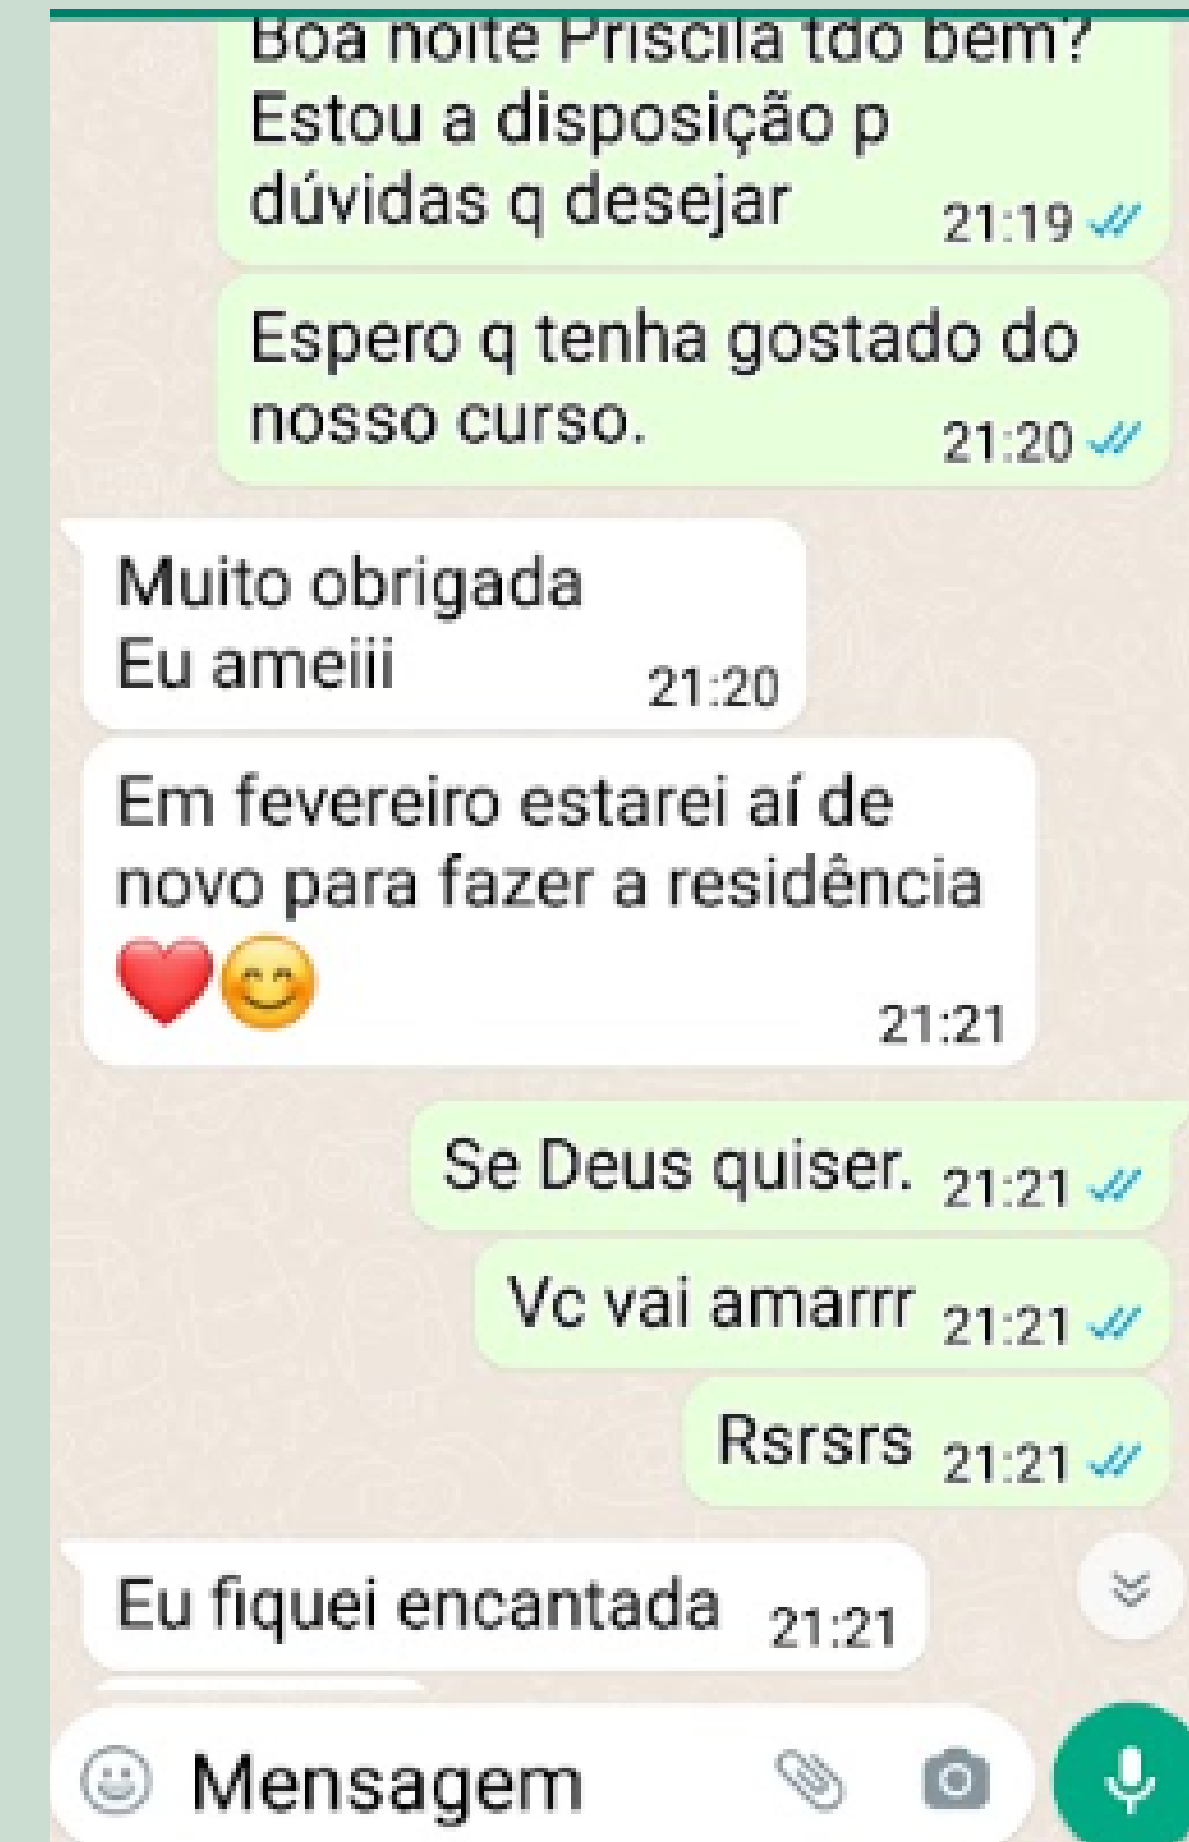 Boa noite Priscila tdo bem?
Estou a disposição p
dúvidas q desejar 21:19
Espero q tenha gostado do
nosso curso. 21:20
Muito obrigada
Eu ameiii 21:20
Em fevereiro estarei aí de
novo para fazer a residência
❤️😊
21:21
Se Deus quiser. 21:21
Vc vai amarrr 21:21
Rsrsrs 21:21
Eu fiquei encantada 21:21
Mensagem